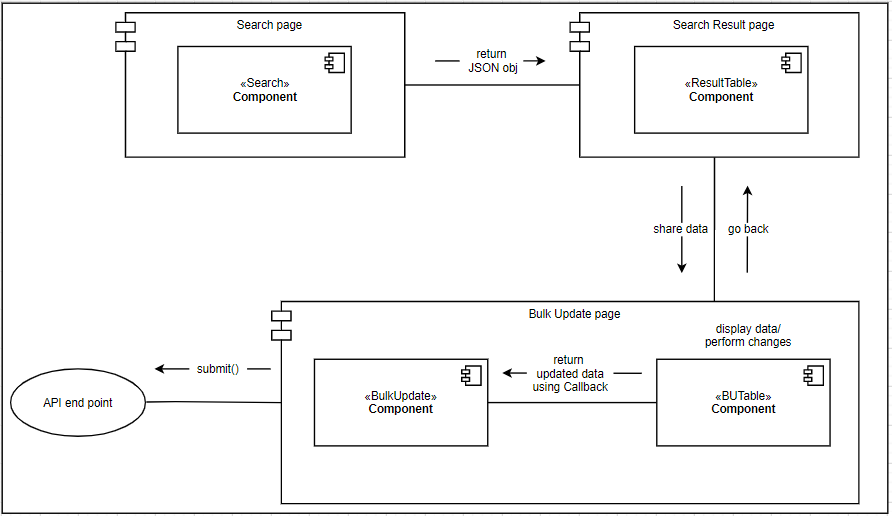 Search page
Search Result page
«Search»
Component
return
JSON obj
«ResultTable»
Component
share data
go back
Bulk Update page
display data/
perform changes
submit()
return
updated data
using Callback
API end point
«BulkUpdate»
Component
«BUTable»
Component